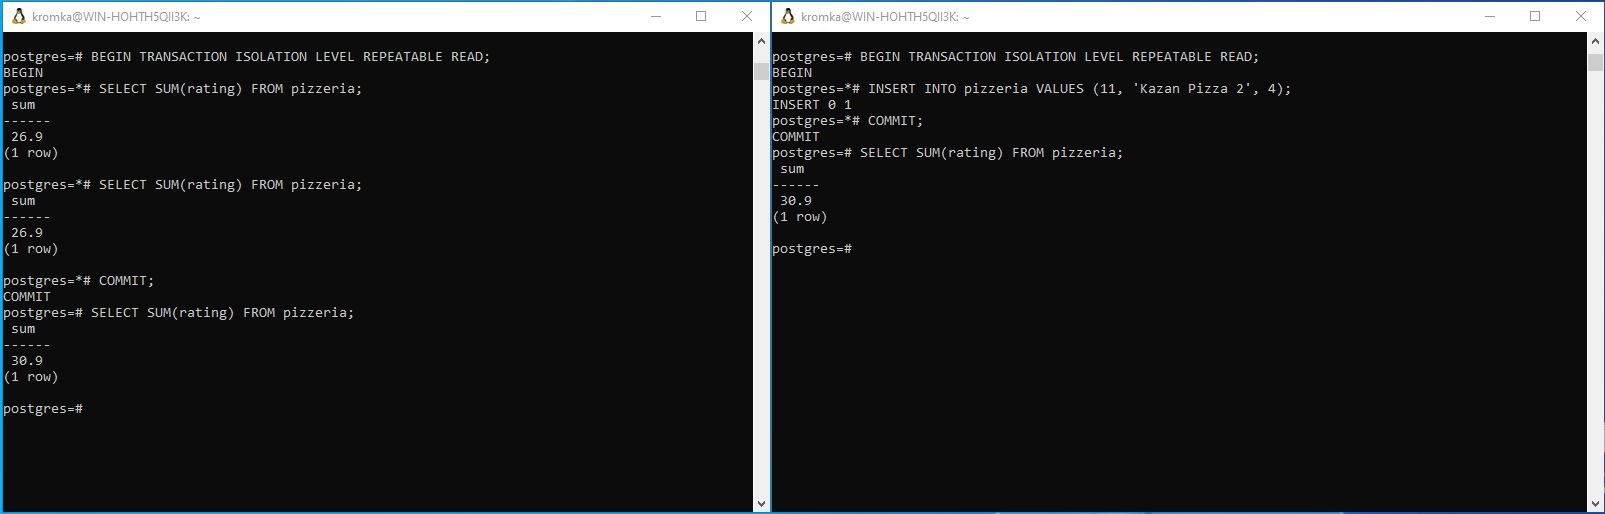 kromka@WIN-HOHTH5QII3K: ~
postgres=# BEGIN TRANSACTION ISOLATION LEVEL REPEATABLE READ;
BEGIN
postgres=*# SELECT SUM(rating) FROM pizzeria;
sum
------
26.9
(1 row)
postgres=*# SELECT SUM(rating) FROM pizzeria;
sum
------
26.9
(1 row)
postgres=*# COMMIT;
COMMIT
postgres=# SELECT SUM(rating) FROM pizzeria;
sum
------
30.9
(1 row)
postgres=#
kromka@WIN-HOHTH5QII3K: ~
postgres=# BEGIN TRANSACTION ISOLATION LEVEL REPEATABLE READ;
BEGIN
postgres=*# INSERT INTO pizzeria VALUES (11, 'Kazan Pizza 2', 4);
INSERT 0 1
postgres=*# COMMIT;
COMMIT
postgres=# SELECT SUM(rating) FROM pizzeria;
sum
------
30.9
(1 row)
postgres=#